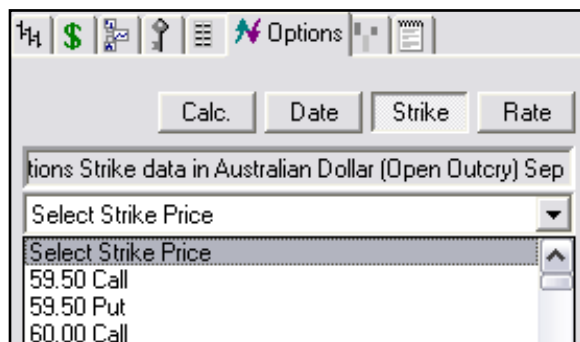 Options
Calc. Date Strike Rate
tions Strike data in Australian Dollar (Open Outcry) Sep
Select Strike Price
Select Strike Price
59.50 Call
59.50 Put
60.00 Call